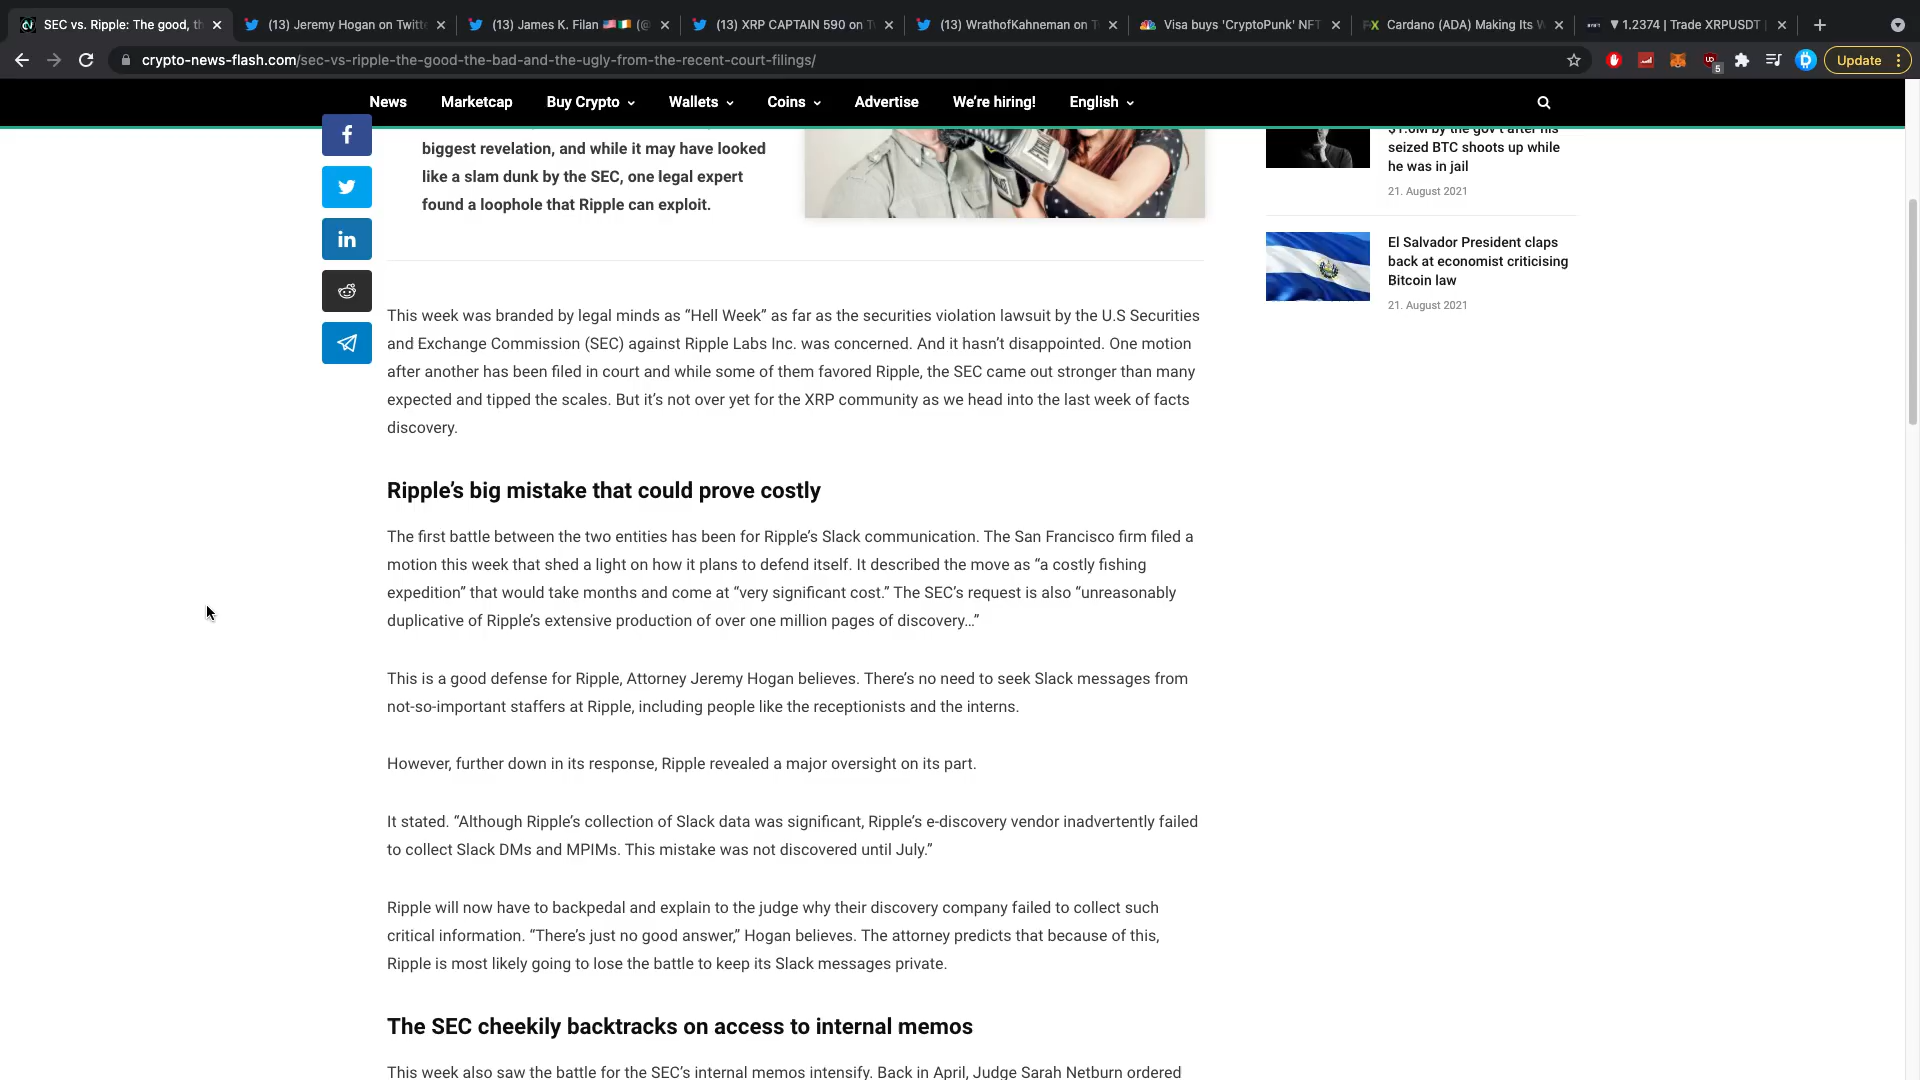 SEC vs. Ripple: The good, th
(13) Jeremy Hogan on Twitte
(13) James K. Filan 🇺🇸🇮🇪 (@
(13) XRP CAPTAIN 590 on Tw
(13) WrathofKahneman on T
Visa buys 'CryptoPunk' NFT
Cardano (ADA) Making Its W
▼ 1.2374 | Trade XRPUSDT |
crypto-news-flash.com/sec-vs-ripple-the-good-the-bad-and-the-ugly-from-the-recent-court-filings/
5
Update
News
Marketcap
Buy Crypto
Wallets
Coins
Advertise
We're hiring!
English
biggest revelation, and while it may have looked
like a slam dunk by the SEC, one legal expert
found a loophole that Ripple can exploit.
EVERLAST
$1.6M by the gov't after his
seized BTC shoots up while
he was in jail
21. August 2021
El Salvador President claps
back at economist criticising
Bitcoin law
21. August 2021
This week was branded by legal minds as “Hell Week” as far as the securities violation lawsuit by the U.S Securities
and Exchange Commission (SEC) against Ripple Labs Inc. was concerned. And it hasn’t disappointed. One motion
after another has been filed in court and while some of them favored Ripple, the SEC came out stronger than many
expected and tipped the scales. But it’s not over yet for the XRP community as we head into the last week of facts
discovery.
Ripple’s big mistake that could prove costly
The first battle between the two entities has been for Ripple’s Slack communication. The San Francisco firm filed a
motion this week that shed a light on how it plans to defend itself. It described the move as “a costly fishing
expedition” that would take months and come at “very significant cost.” The SEC’s request is also “unreasonably
duplicative of Ripple’s extensive production of over one million pages of discovery…”
This is a good defense for Ripple, Attorney Jeremy Hogan believes. There’s no need to seek Slack messages from
not-so-important staffers at Ripple, including people like the receptionists and the interns.
However, further down in its response, Ripple revealed a major oversight on its part.
It stated. “Although Ripple’s collection of Slack data was significant, Ripple’s e-discovery vendor inadvertently failed
to collect Slack DMs and MPIMs. This mistake was not discovered until July.”
Ripple will now have to backpedal and explain to the judge why their discovery company failed to collect such
critical information. “There’s just no good answer,” Hogan believes. The attorney predicts that because of this,
Ripple is most likely going to lose the battle to keep its Slack messages private.
The SEC cheekily backtracks on access to internal memos
This week also saw the battle for the SEC’s internal memos intensify. Back in April, Judge Sarah Netburn ordered